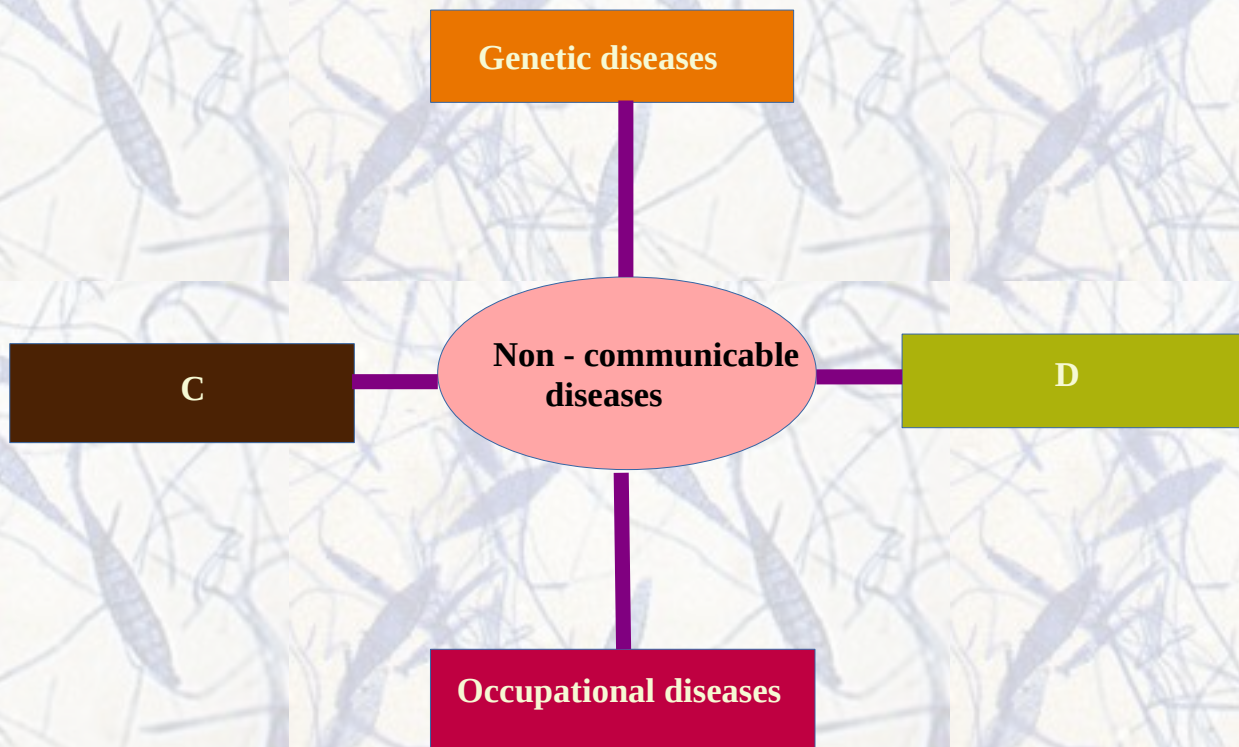 Genetic diseases
Non - communicable
diseases
C
D
Occupational diseases